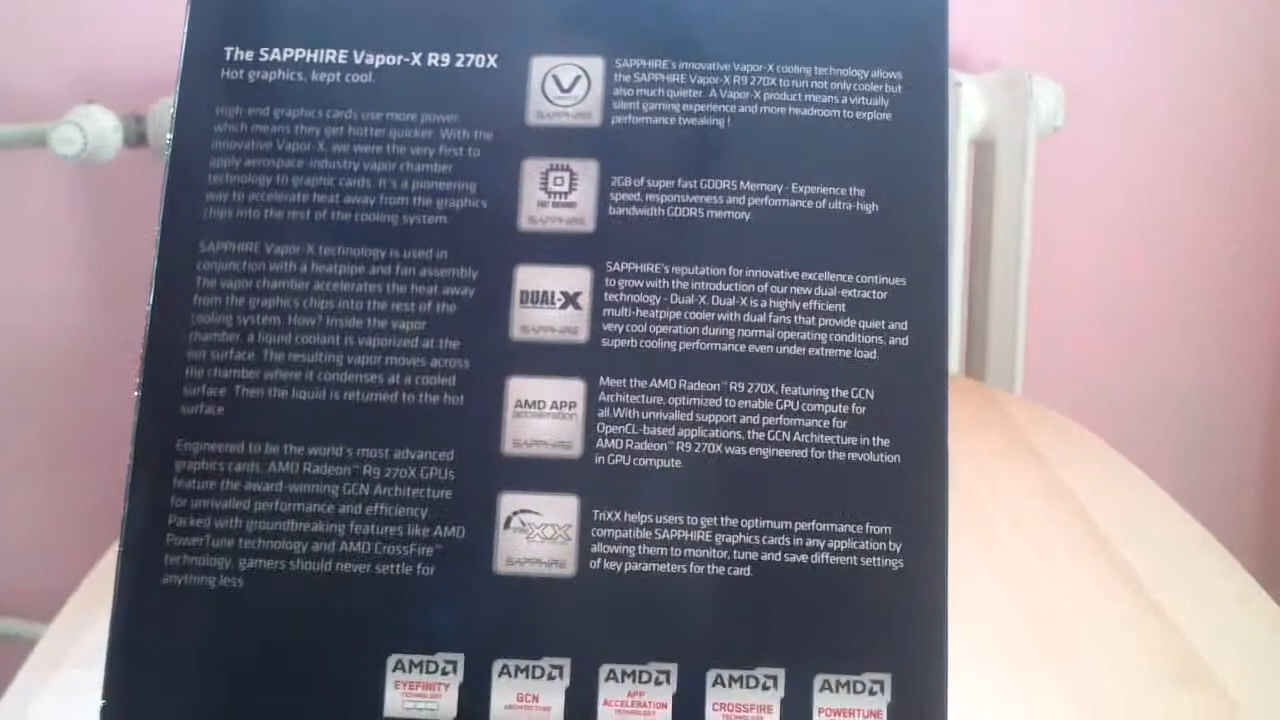 The SAPPHIRE Vapor-X R9 270X
Hot graphics, kept cool.
High-end graphics cards use more power,
which means they get hotter quicker. With the
innovative Vapor-X, we were the very first to
apply aerospace-industry vapor chamber
technology to graphic cards. It's a pioneering
way to accelerate heat away from the graphics
chips into the rest of the cooling system.
SAPPHIRE Vapor-X technology is used in
conjunction with a heatpipe and fan assembly
The vapor chamber accelerates the heat away
from the graphics chips into the rest of the
cooling system. How? Inside the vapor
chamber, a liquid coolant is vaporized at the
hot surface. The resulting vapor moves across
the chamber where it condenses at a cooled
surface. Then the liquid is returned to the hot
surface
Engineered to be the world's most advanced
graphics cards, AMD Radeon™ R9 270X GPUs
feature the award-winning GCN Architecture
for unrivalled performance and efficiency.
Packed with groundbreaking features like AMD
PowerTune technology and AMD CrossFire™
technology, gamers should never settle for
anything less
SAPPHIRE
SAPPHIRE's innovative Vapor-X cooling technology allows
the SAPPHIRE Vapor-X R9 270X to run not only cooler but
also much quieter. A Vapor-X product means a virtually
silent gaming experience and more headroom to explore
performance tweaking !
FAST MEMORY
SAPPHIRE
2GB of super fast GDDR5 Memory - Experience the
speed, responsiveness and performance of ultra-high
bandwidth GDDR5 memory.
DUAL-X
SAPPHIRE
SAPPHIRE's reputation for innovative excellence continues
to grow with the introduction of our new dual-extractor
technology - Dual-X. Dual-X is a highly efficient
multi-heatpipe cooler with dual fans that provide quiet and
very cool operation during normal operating conditions, and
superb cooling performance even under extreme load.
AMD APP
acceleration
SAPPHIRE
Meet the AMD Radeon™ R9 270X, featuring the GCN
Architecture, optimized to enable GPU compute for
all.With unrivalled support and performance for
OpenCL-based applications, the GCN Architecture in the
AMD Radeon™ R9 270X was engineered for the revolution
in GPU compute.
TRIXX
SAPPHIRE
TriXX helps users to get the optimum performance from
compatible SAPPHIRE graphics cards in any application by
allowing them to monitor, tune and save different settings
of key parameters for the card.
AMD
EYEFINITY
TECHNOLOGY
AMD
GCN
ARCHITECTURE
AMD
APP
ACCELERATION
TECHNOLOGY
AMD
CROSSFIRE
TECHNOLOGY
AMD
POWERTUNE